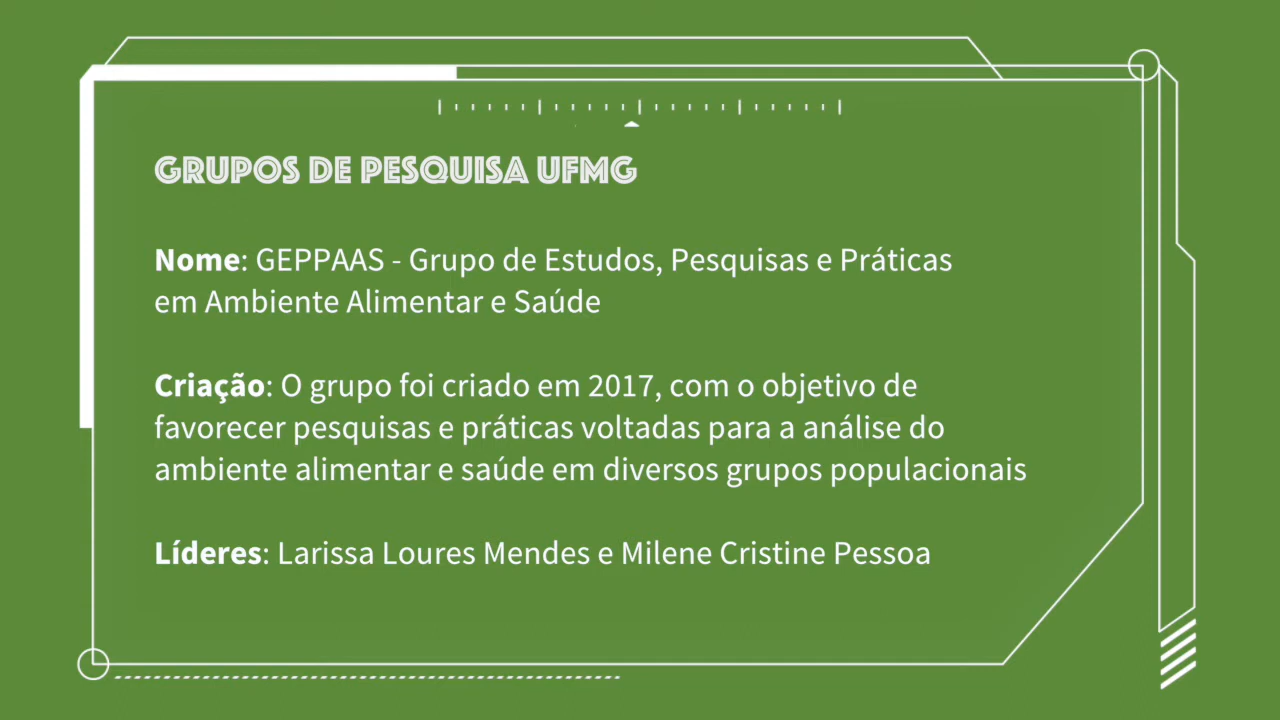 GRUPOS DE PESQUISA UFMG
Nome: GEPPAAS - Grupo de Estudos, Pesquisas e Práticas
em Ambiente Alimentar e Saúde
Criação: O grupo foi criado em 2017, com o objetivo de
favorecer pesquisas e práticas voltadas para a análise do
ambiente alimentar e saúde em diversos grupos populacionais
Líderes: Larissa Loures Mendes e Milene Cristine Pessoa